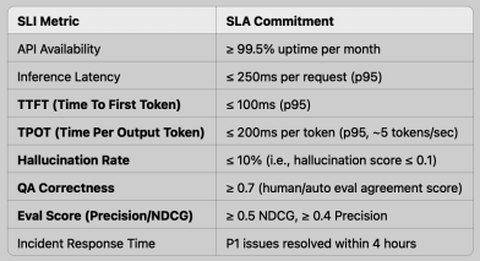 SLI Metric SLA Commitment
API Availability ≥ 99.5% uptime per month
Inference Latency ≤ 250ms per request (p95)
TTFT (Time To First Token) ≤ 100ms (p95)
TPOT (Time Per Output Token) ≤ 200ms per token (p95, ~5 tokens/sec)
Hallucination Rate ≤ 10% (i.e., hallucination score ≤ 0.1)
QA Correctness ≥ 0.7 (human/auto eval agreement score)
Eval Score (Precision/NDCG) ≥ 0.5 NDCG, ≥ 0.4 Precision
Incident Response Time P1 issues resolved within 4 hours